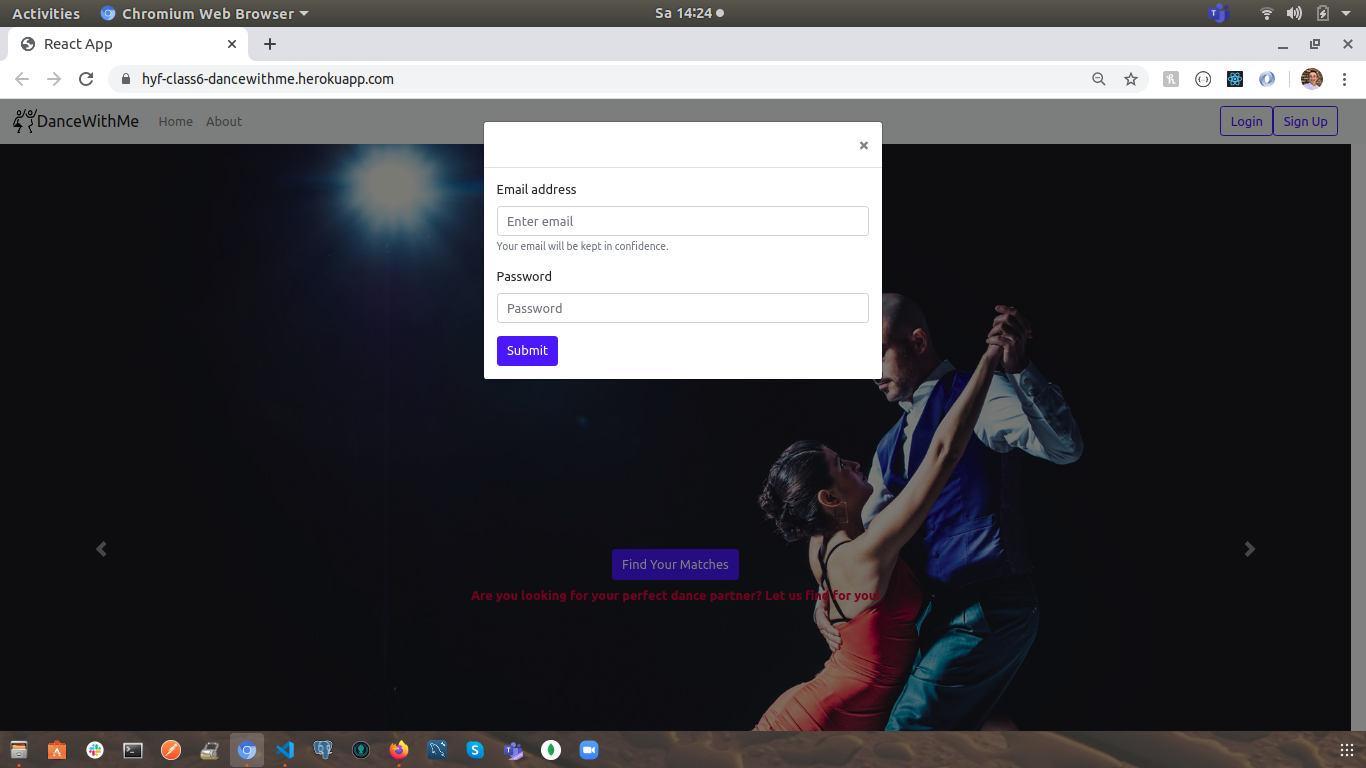 Activities Chromium Web Browser Sa 14:24
React App
hyf-class6-dancewithme.herokuapp.com
DanceWithMe Home About Login Sign Up
×
Email address
Enter email
Your email will be kept in confidence.
Password
Password
Submit
Find Your Matches
Are you looking for your perfect dance partner? Let us find for you!